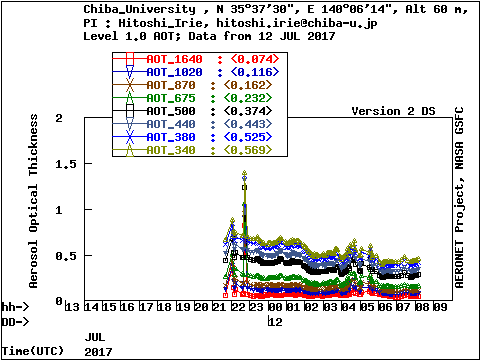 Chiba_University , N 35°37'30", E 140°06'14", Alt 60 m,
PI : Hitoshi_Irie, hitoshi.irie@chiba-u.jp
Level 1.0 AOT; Data from 12 JUL 2017
AOT_1640 : <0.074>
AOT_1020 : <0.116>
AOT_870 : <0.162>
AOT_675 : <0.232>
AOT_500 : <0.374>
AOT_440 : <0.443>
AOT_380 : <0.525>
AOT_340 : <0.569>
Version 2 DS
Aerosol Optical Thickness
AERONET Project, NASA GSFC
2
1.5
1
0.5
0
hh-> 13 14 15 16 17 18 19 20 21 22 23 00 01 02 03 04 05 06 07 08 09
DD-> 12
JUL
Time(UTC) 2017